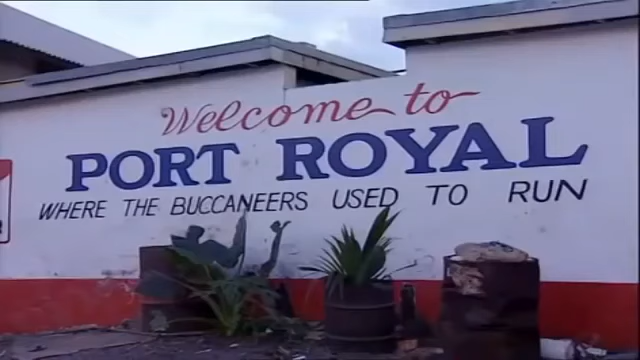 Welcome to
PORT ROYAL
WHERE THE BUCCANEERS USED TO RUN